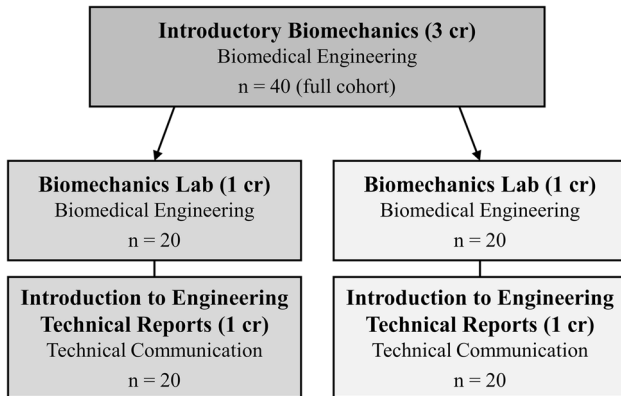 Introductory Biomechanics (3 cr)
Biomedical Engineering
n = 40 (full cohort)
Biomechanics Lab (1 cr)
Biomedical Engineering
n = 20
Introduction to Engineering
Technical Reports (1 cr)
Technical Communication
n = 20
Biomechanics Lab (1 cr)
Biomedical Engineering
n = 20
Introduction to Engineering
Technical Reports (1 cr)
Technical Communication
n = 20